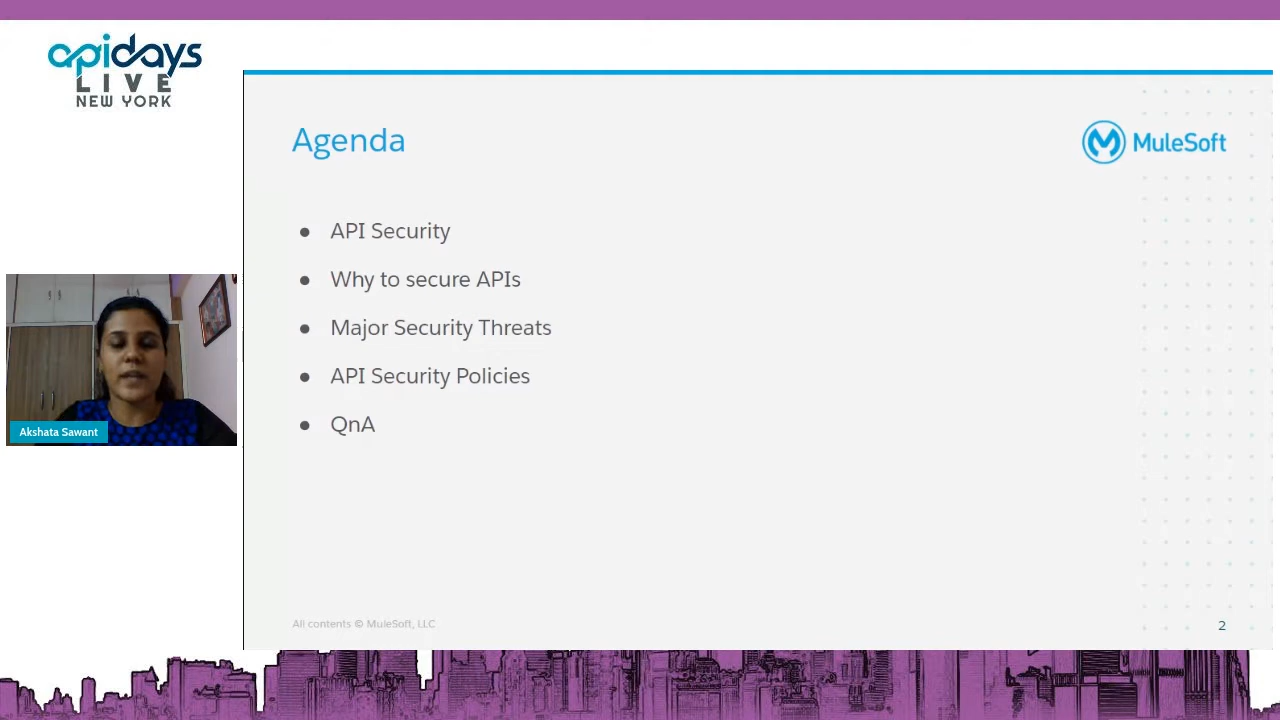 apidays
LIVE
NEW YORK
Agenda
MuleSoft
● API Security
● Why to secure APIs
● Major Security Threats
● API Security Policies
● QnA
Akshata Sawant
All contents © MuleSoft, LLC
2